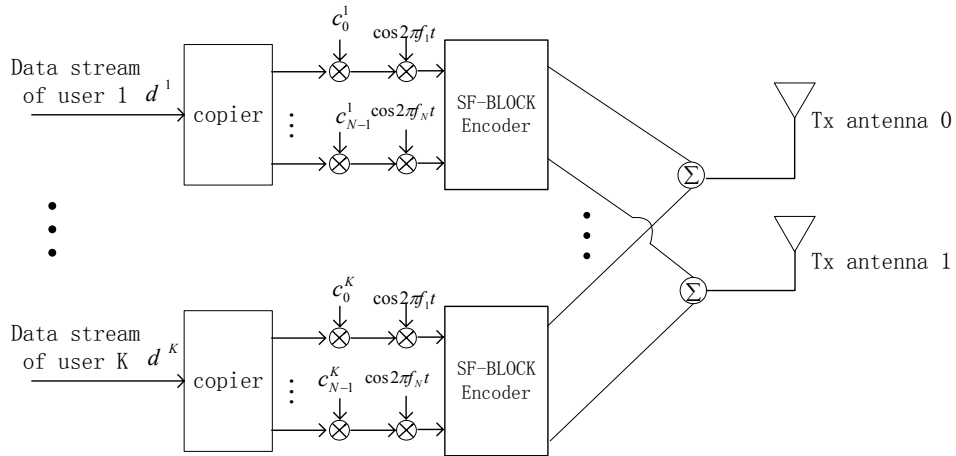 c_0^1
cos2πf_1t
Data stream
of user 1 d^1
copier
SF-BLOCK
Encoder
c_{N-1}^1
cos2πf_Nt
Σ
Tx antenna 0
Σ
Tx antenna 1
c_0^K
cos2πf_1t
Data stream
of user K d^K
copier
SF-BLOCK
Encoder
c_{N-1}^K
cos2πf_Nt